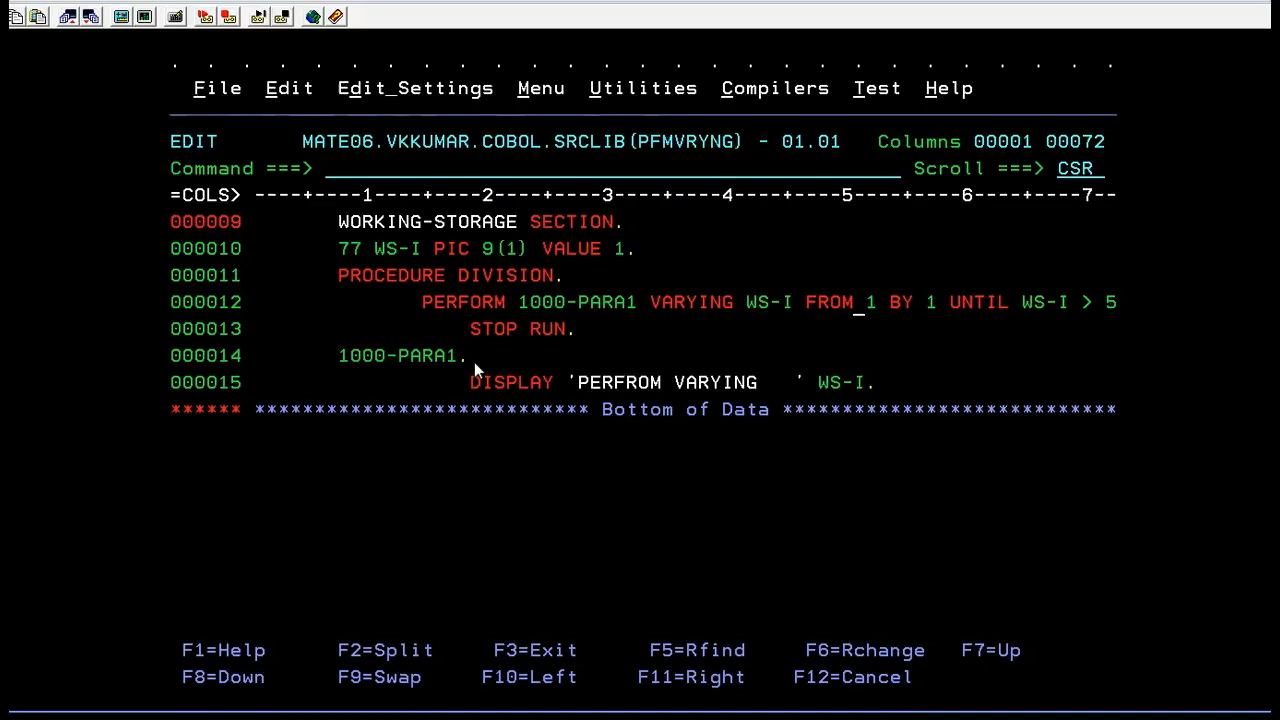 . . . . . . . . . . . . . . . . . . . . . . . . . . .
File Edit Edit_Settings Menu Utilities Compilers Test Help
EDIT MATE06.VKKUMAR.COBOL.SRCLIB(PFMVRYNG) - 01.01 Columns 00001 00072
Command ===> Scroll ===> CSR
=COLS> ----+----1----+----2----+----3----+----4----+----5----+----6----+----7--
000009 WORKING-STORAGE SECTION.
000010 77 WS-I PIC 9(1) VALUE 1.
000011 PROCEDURE DIVISION.
000012 PERFORM 1000-PARA1 VARYING WS-I FROM 1 BY 1 UNTIL WS-I > 5
000013 STOP RUN.
000014 1000-PARA1.
000015 DISPLAY 'PERFROM VARYING   ' WS-I.
****** **************************** Bottom of Data ****************************
F1=Help F2=Split F3=Exit F5=Rfind F6=Rchange F7=Up
F8=Down F9=Swap F10=Left F11=Right F12=Cancel